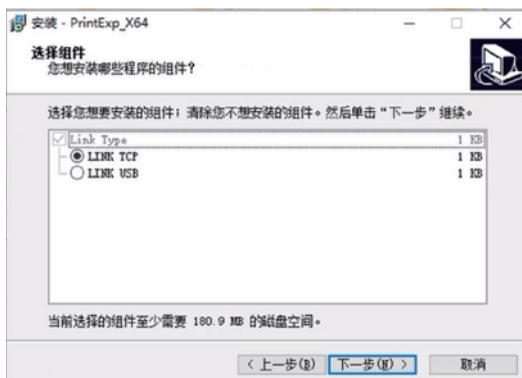 安装 - PrintExp_X64
选择组件
您想安装哪些程序的组件?
选择您想要安装的组件；清除您不想安装的组件。然后单击“下一步”继续。
Link Type 1 KB
LINK TCP 1 KB
LINK USB 1 KB
当前选择的组件至少需要 180.9 MB 的磁盘空间。
< 上一步(B) 下一步(N) > 取消